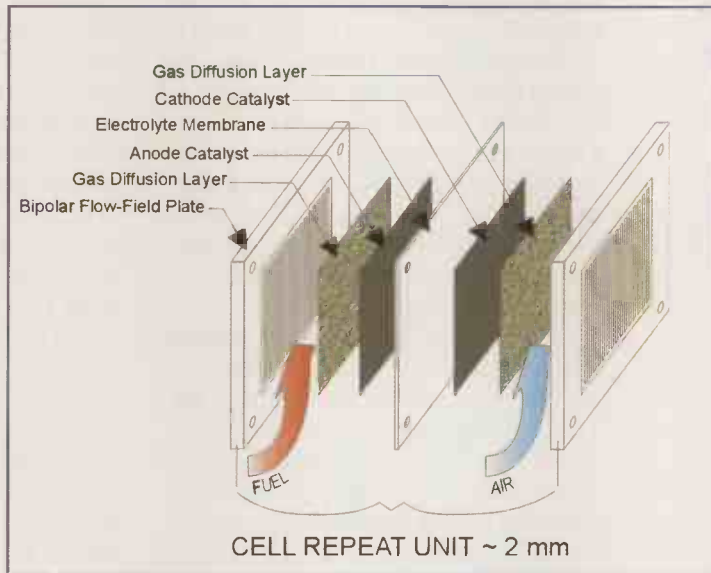 Gas Diffusion Layer
Cathode Catalyst
Electrolyte Membrane
Anode Catalyst
Gas Diffusion Layer
Bipolar Flow-Field Plate
FUEL
AIR
CELL REPEAT UNIT ~ 2 mm